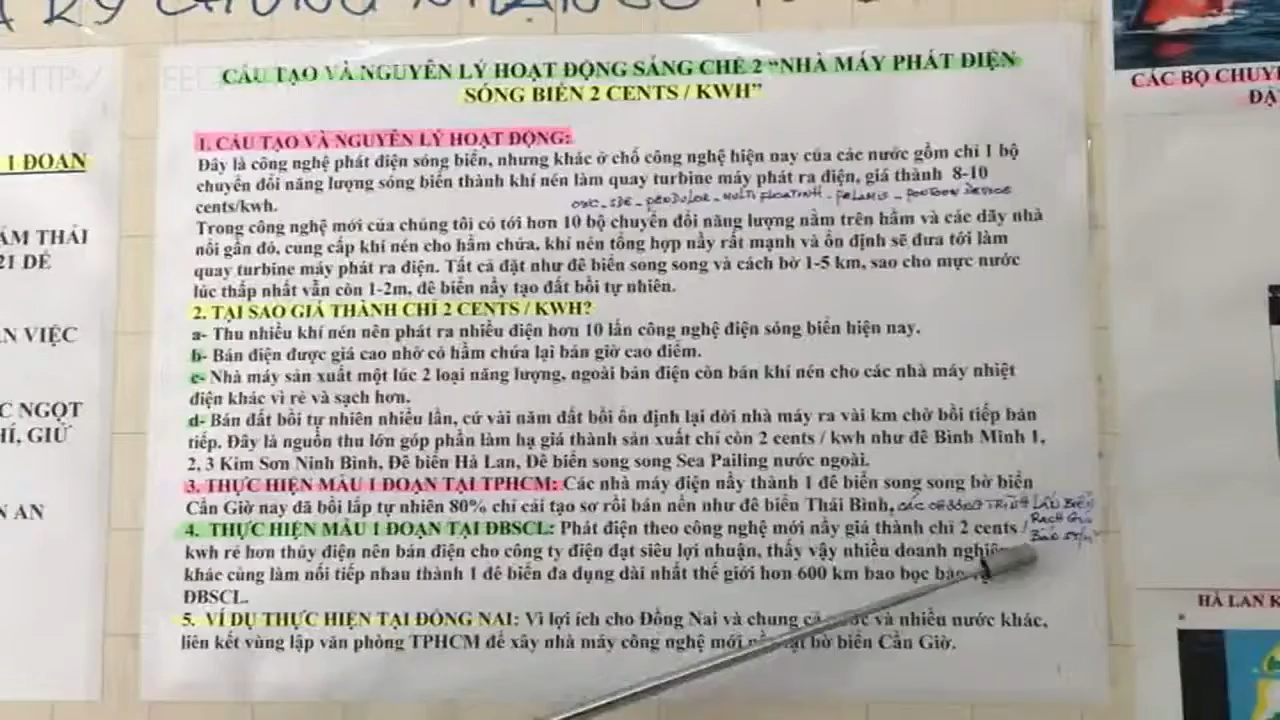 CẤU TẠO VÀ NGUYÊN LÝ HOẠT ĐỘNG SÁNG CHẾ 2 “NHÀ MÁY PHÁT ĐIỆN
SÓNG BIỂN 2 CENTS / KWH”
1. CẤU TẠO VÀ NGUYÊN LÝ HOẠT ĐỘNG:
Đây là công nghệ phát điện sóng biển, nhưng khác ở chỗ công nghệ hiện nay của các nước gồm chỉ 1 bộ
chuyển đổi năng lượng sóng biển thành khí nén làm quay turbine máy phát ra điện, giá thành 8-10
cents/kwh.
Trong công nghệ mới của chúng tôi có tới hơn 10 bộ chuyển đổi năng lượng nằm trên hầm và các dãy nhà
nổi gần đó, cung cấp khí nén cho hầm chứa, khí nén tổng hợp nầy rất mạnh và ổn định sẽ đưa tới làm
quay turbine máy phát ra điện. Tất cả đặt như đê biển song song và cách bờ 1-5 km, sao cho mực nước
lúc thấp nhất vẫn còn 1-2m, đê biển nầy tạo đất bồi tự nhiên.
2. TẠI SAO GIÁ THÀNH CHỈ 2 CENTS / KWH?
a- Thu nhiều khí nén nên phát ra nhiều điện hơn 10 lần công nghệ điện sóng biển hiện nay.
b- Bán điện được giá cao nhờ có hầm chứa lại bán giờ cao điểm.
c- Nhà máy sản xuất một lúc 2 loại năng lượng, ngoài bán điện còn bán khí nén cho các nhà máy nhiệt
điện khác vì rẻ và sạch hơn.
d- Bán đất bồi tự nhiên nhiều lần, cứ vài năm đất bồi ổn định lại dời nhà máy ra vài km chờ bồi tiếp bán
tiếp. Đây là nguồn thu lớn góp phần làm hạ giá thành sản xuất chỉ còn 2 cents / kwh như đê Bình Minh 1,
2, 3 Kim Sơn Ninh Bình, Đê biển Hà Lan, Đê biển song song Sea Pailing nước ngoài.
3. THỰC HIỆN MẪU 1 ĐOẠN TẠI TPHCM: Các nhà máy điện nầy thành 1 đê biển song song bờ biển
Cần Giờ nay đã bồi lấp tự nhiên 80% chỉ cải tạo sơ rồi bán nền như đê biển Thái Bình, LẤN BIỂN
RẠCH GIÁ
4. THỰC HIỆN MẪU 1 ĐOẠN TẠI ĐBSCL: Phát điện theo công nghệ mới nầy giá thành chỉ 2 cents /
kwh rẻ hơn thủy điện nên bán điện cho công ty điện đạt siêu lợi nhuận, thấy vậy nhiều doanh
khác cùng làm nối tiếp nhau thành 1 đê biển đa dụng dài nhất thế giới hơn 600 km bao bọc
ĐBSCL.
5. VÍ DỤ THỰC HIỆN TẠI ĐỒNG NAI: Vì lợi ích cho Đồng Nai và chung và nhiều nước khác,
liên kết vùng lập văn phòng TPHCM để xây nhà máy công nghệ mới bờ biển Cần Giờ.
1 ĐOẠN
THẢI
21 ĐỂ
VIỆC
NGỌT
GIỮ
AN
CÁC BỘ
HÀ LAN